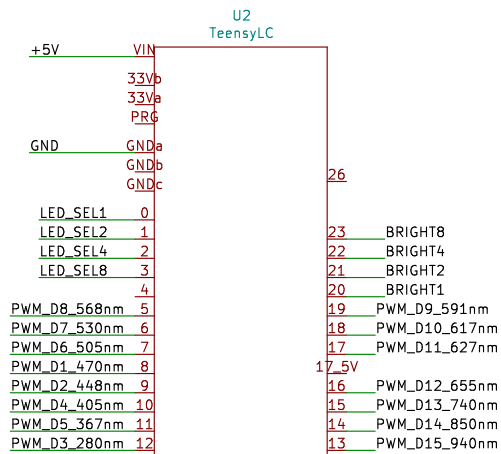 U2
TeensyLC
+5V VIN
33Vb
33Va
PRG
GND GNDa
GNDb
GNDc
26
LED_SEL1 0
LED_SEL2 1 23 BRIGHT8
LED_SEL4 2 22 BRIGHT4
LED_SEL8 3 21 BRIGHT2
4 20 BRIGHT1
PWM_D8_568nm 5 19 PWM_D9_591nm
PWM_D7_530nm 6 18 PWM_D10_617nm
PWM_D6_505nm 7 17 PWM_D11_627nm
PWM_D1_470nm 8 17_5V
PWM_D2_448nm 9 16 PWM_D12_655nm
PWM_D4_405nm 10 15 PWM_D13_740nm
PWM_D5_367nm 11 14 PWM_D14_850nm
PWM_D3_280nm 12 13 PWM_D15_940nm